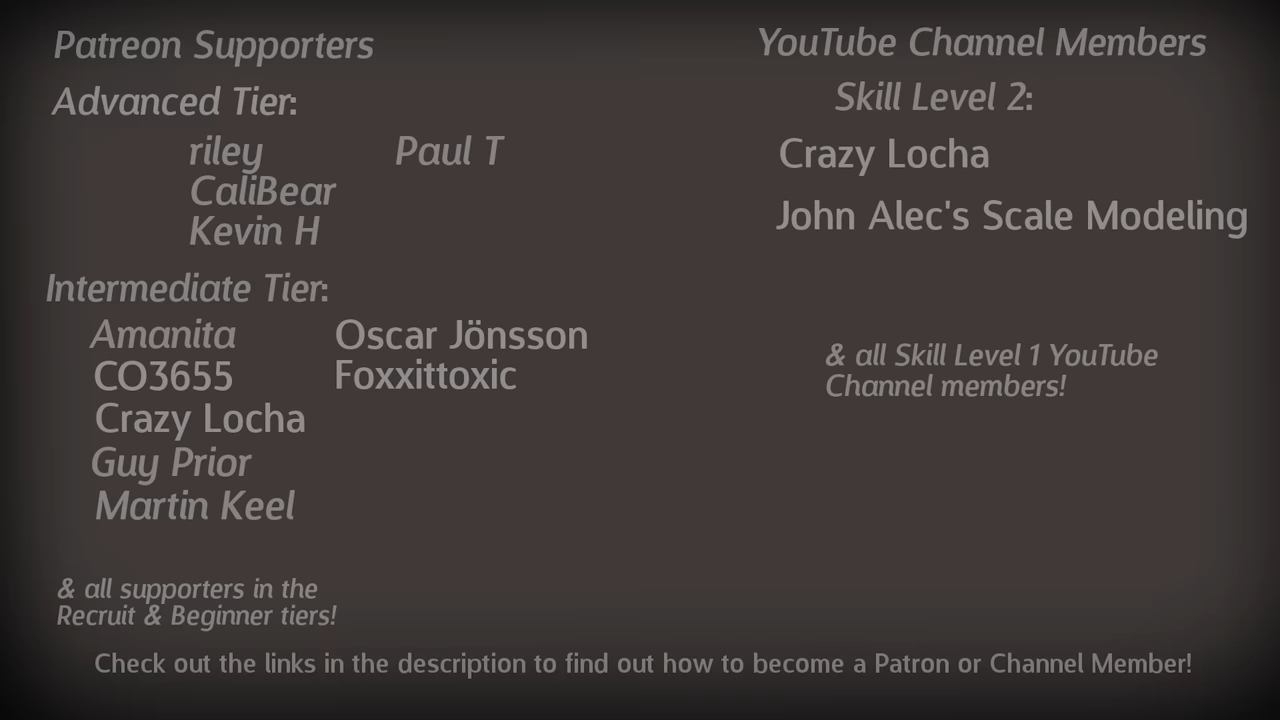 Patreon Supporters
Advanced Tier:
riley
Paul T
CaliBear
Kevin H
Intermediate Tier:
Amanita
Oscar Jönsson
CO3655
Foxxittoxic
Crazy Locha
Guy Prior
Martin Keel
& all supporters in the
Recruit & Beginner tiers!
YouTube Channel Members
Skill Level 2:
Crazy Locha
John Alec's Scale Modeling
& all Skill Level 1 YouTube
Channel members!
Check out the links in the description to find out how to become a Patron or Channel Member!